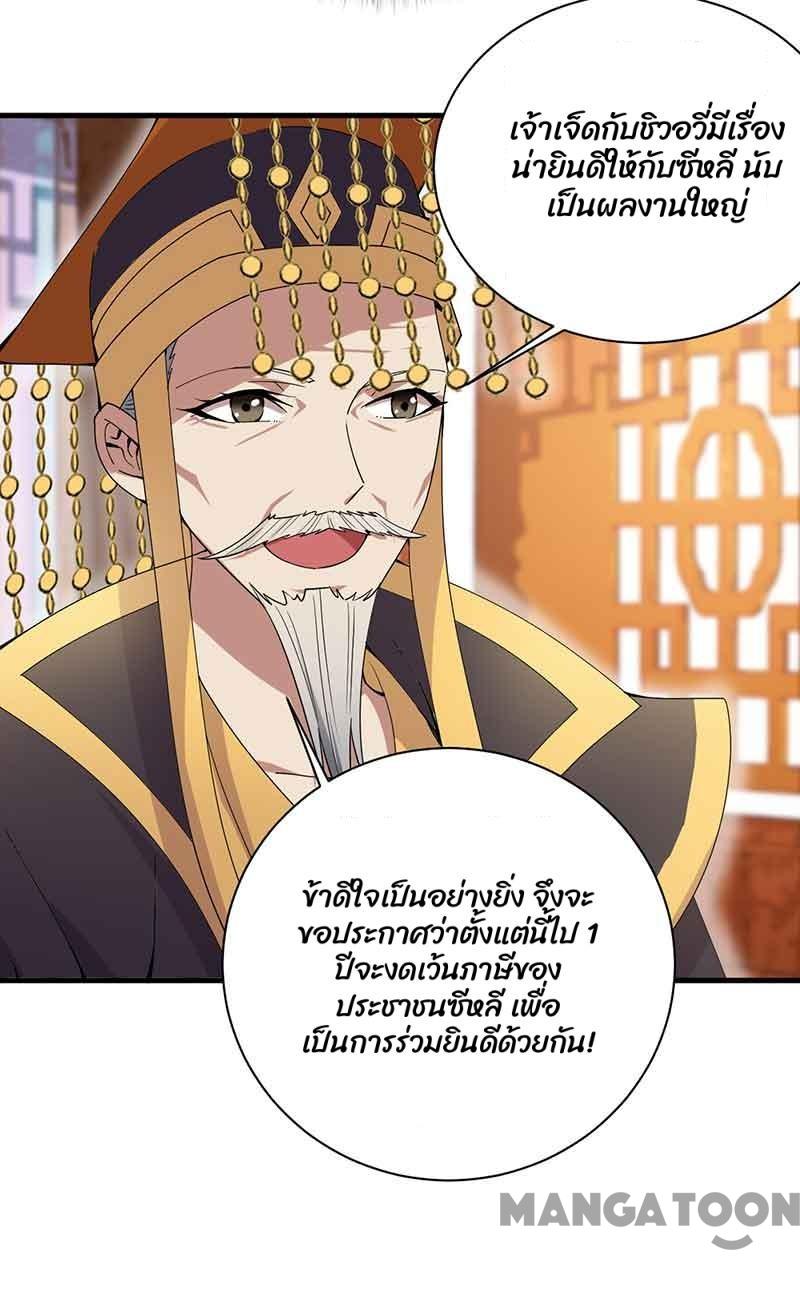 เจ้าเจ็ดกับชิวอวี่มีเรื่อง
น่ายินดีให้กับซีหลี นับ
เป็นผลงานใหญ่
ข้าดีใจเป็นอย่างยิ่ง จึงจะ
ขอประกาศว่าตั้งแต่นี้ไป 1
ปีจะงดเว้นภาษีของ
ประชาชนซีหลี เพื่อ
เป็นการร่วมยินดีด้วยกัน!
MANGATOON